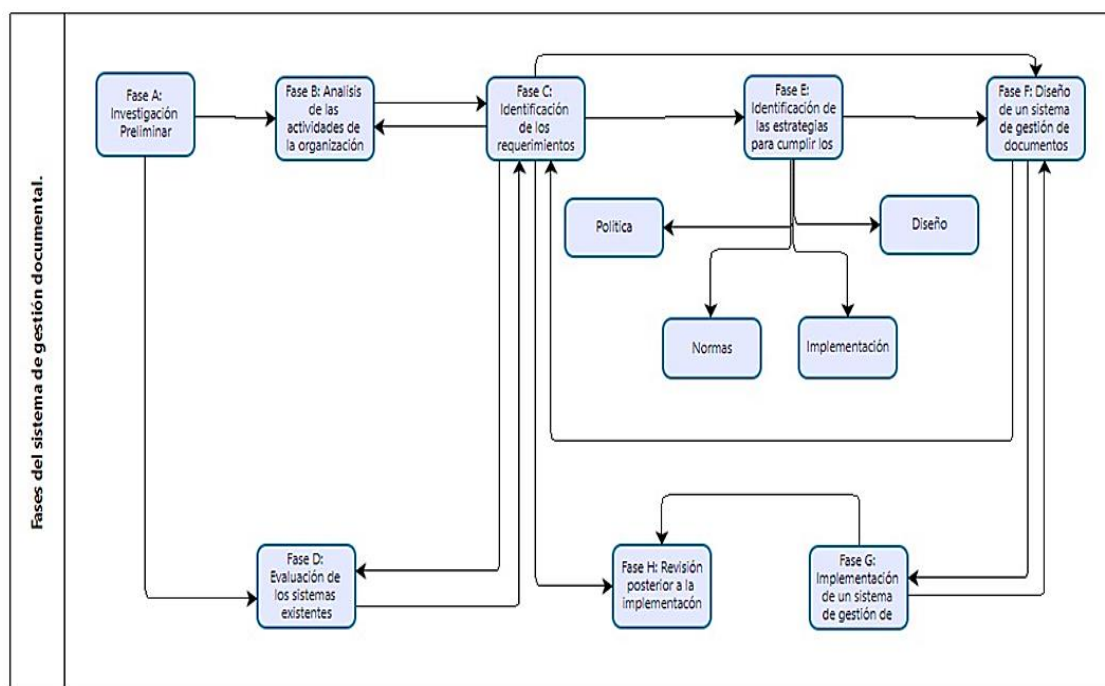 Fases del sistema de gestión documental.
Fase A:
Investigación
Preliminar
Fase B: Análisis
de las
actividades de
la organización
Fase C:
Identificación
de los
requerimientos
Fase E:
Identificación de
las estrategias
para cumplir los
Fase F: Diseño
de un sistema
de gestión de
documentos
Política
Diseño
Normas
Implementación
Fase D:
Evaluación de
los sistemas
existentes
Fase H: Revisión
posterior a la
implementacón
Fase G:
Implementación
de un sistema
de gestión de